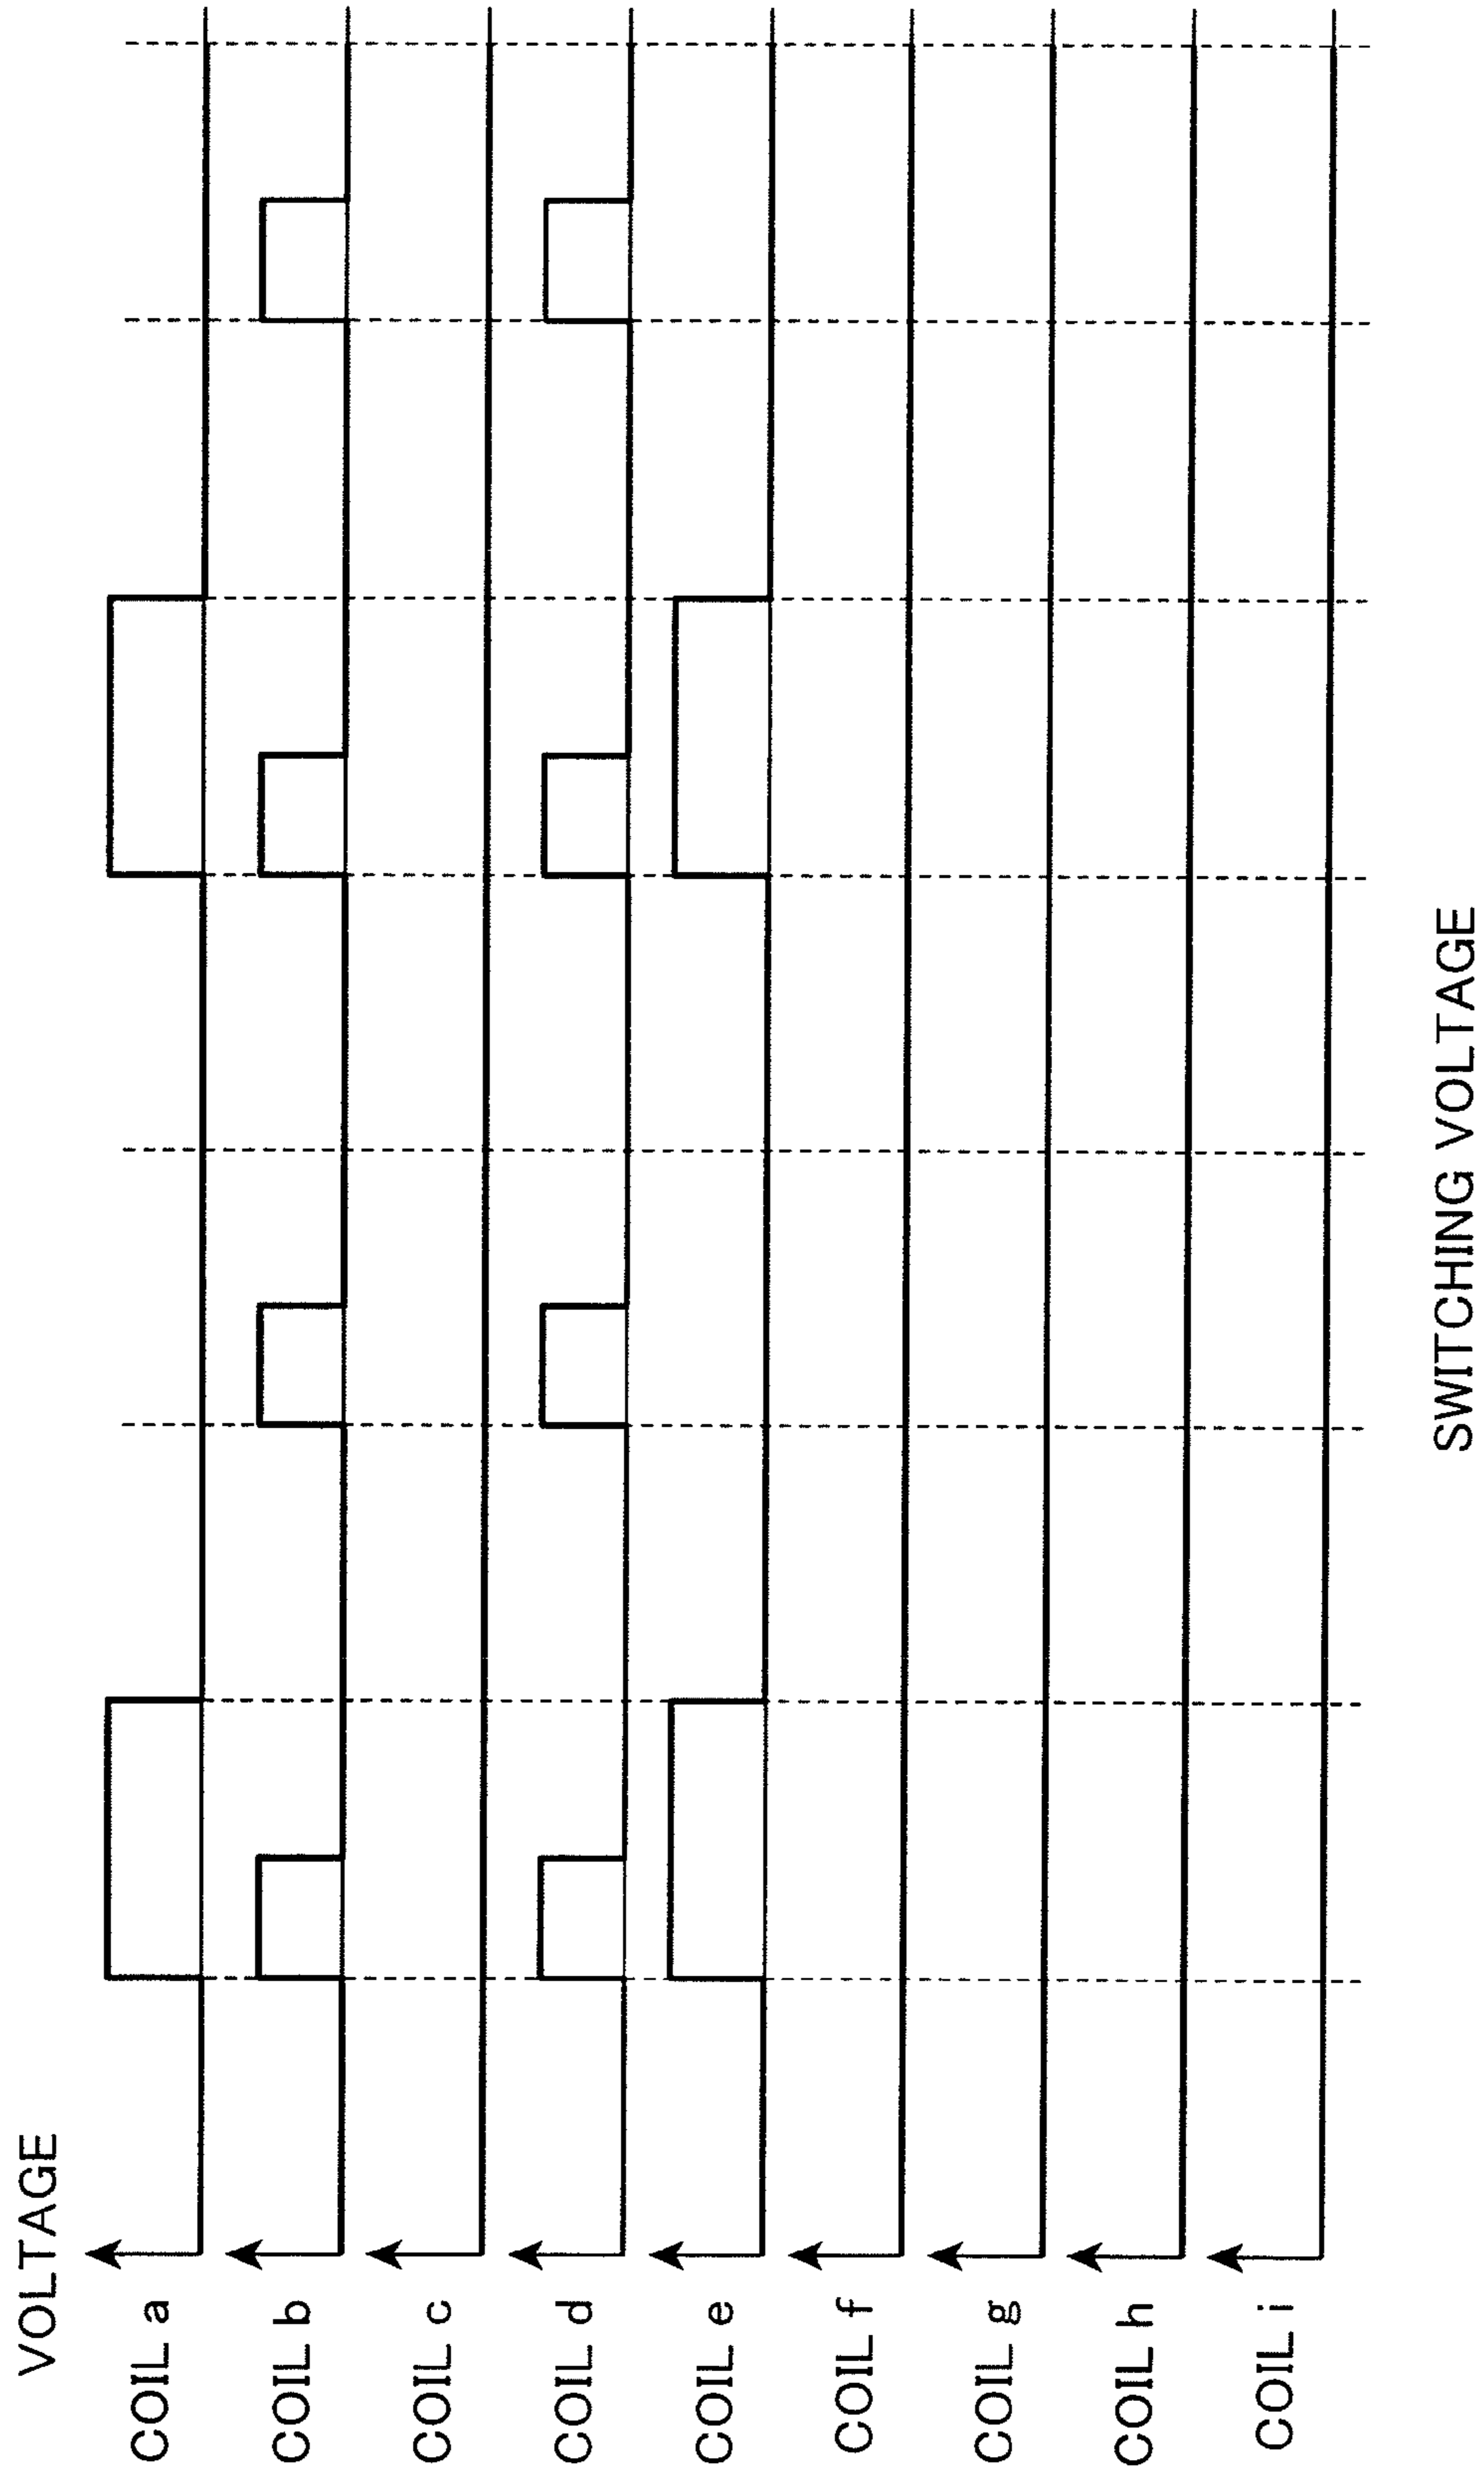 VOLTAGE
COIL a
COIL b
COIL c
COIL d
COIL e
COIL f
COIL g
COIL h
COIL i
SWITCHING VOLTAGE